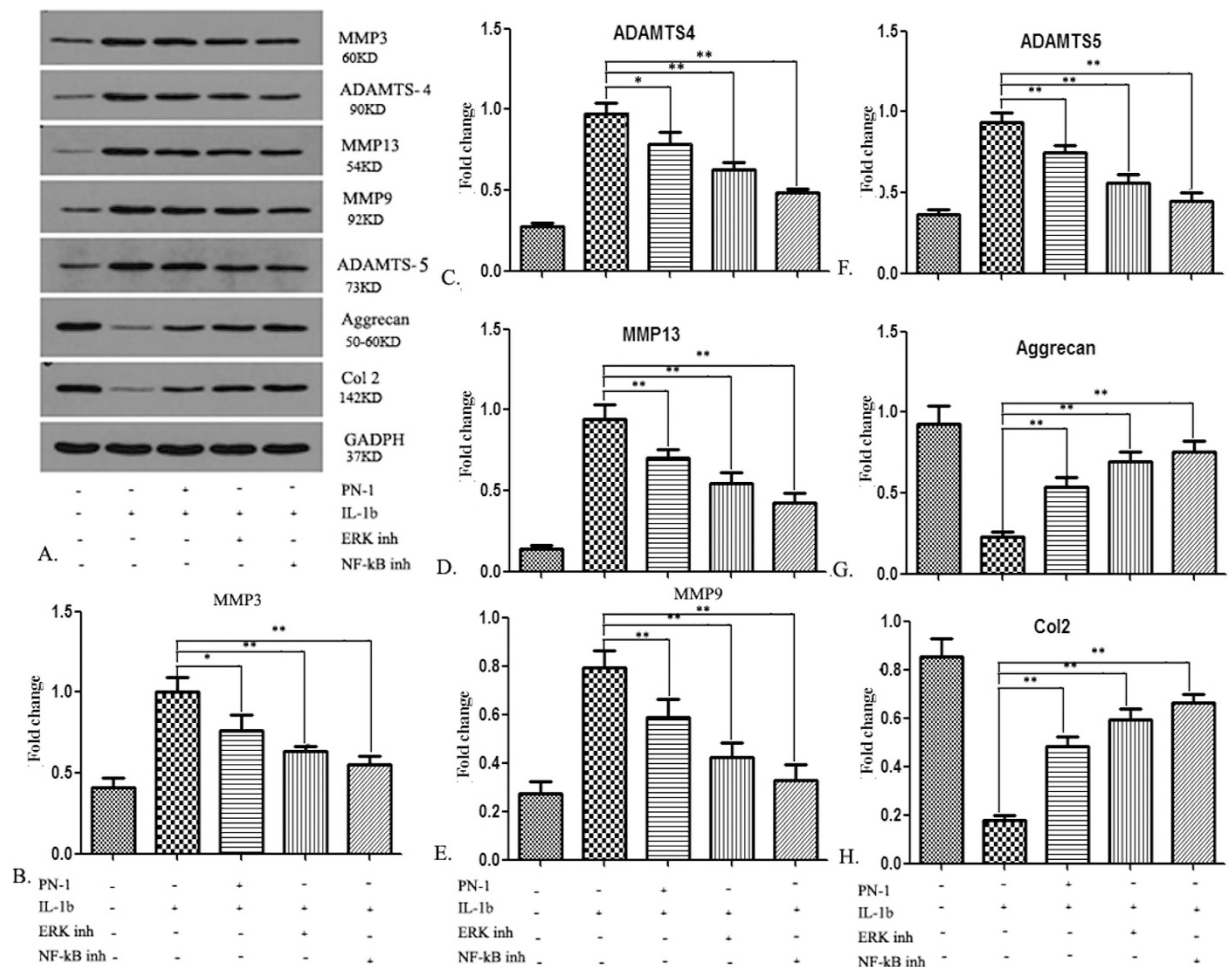 MMP3
60KD
ADAMTS-4
90KD
MMP13
54KD
MMP9
92KD
ADAMTS-5
73KD
Aggrecan
50-60KD
Col 2
142KD
GADPH
37KD
- - + - - PN-1
- + + + + IL-1b
- - - + - ERK inh
- - - - + NF-kB inh
A.
MMP3
Fold change
1.5
1.0
0.5
0.0
*
**
**
B.
PN-1 - - + - -
IL-1b - + + + +
ERK inh - - - + -
NF-kB inh - - - - +
ADAMTS4
Fold change
1.5
1.0
0.5
0.0
*
**
**
C.
MMP13
Fold change
1.5
1.0
0.5
0.0
**
**
**
D.
MMP9
Fold change
1.0
0.8
0.6
0.4
0.2
0.0
**
**
**
E.
PN-1 - - + - -
IL-1b - + + + +
ERK inh - - - + -
NF-kB inh - - - - +
ADAMTS5
Fold change
1.5
1.0
0.5
0.0
**
**
**
F.
Aggrecan
Fold change
1.5
1.0
0.5
0.0
**
**
**
G.
Col2
Fold change
1.0
0.8
0.6
0.4
0.2
0.0
**
**
**
H.
PN-1 - - + - -
IL-1b - + + + +
ERK inh - - - + -
NF-kB inh - - - - +